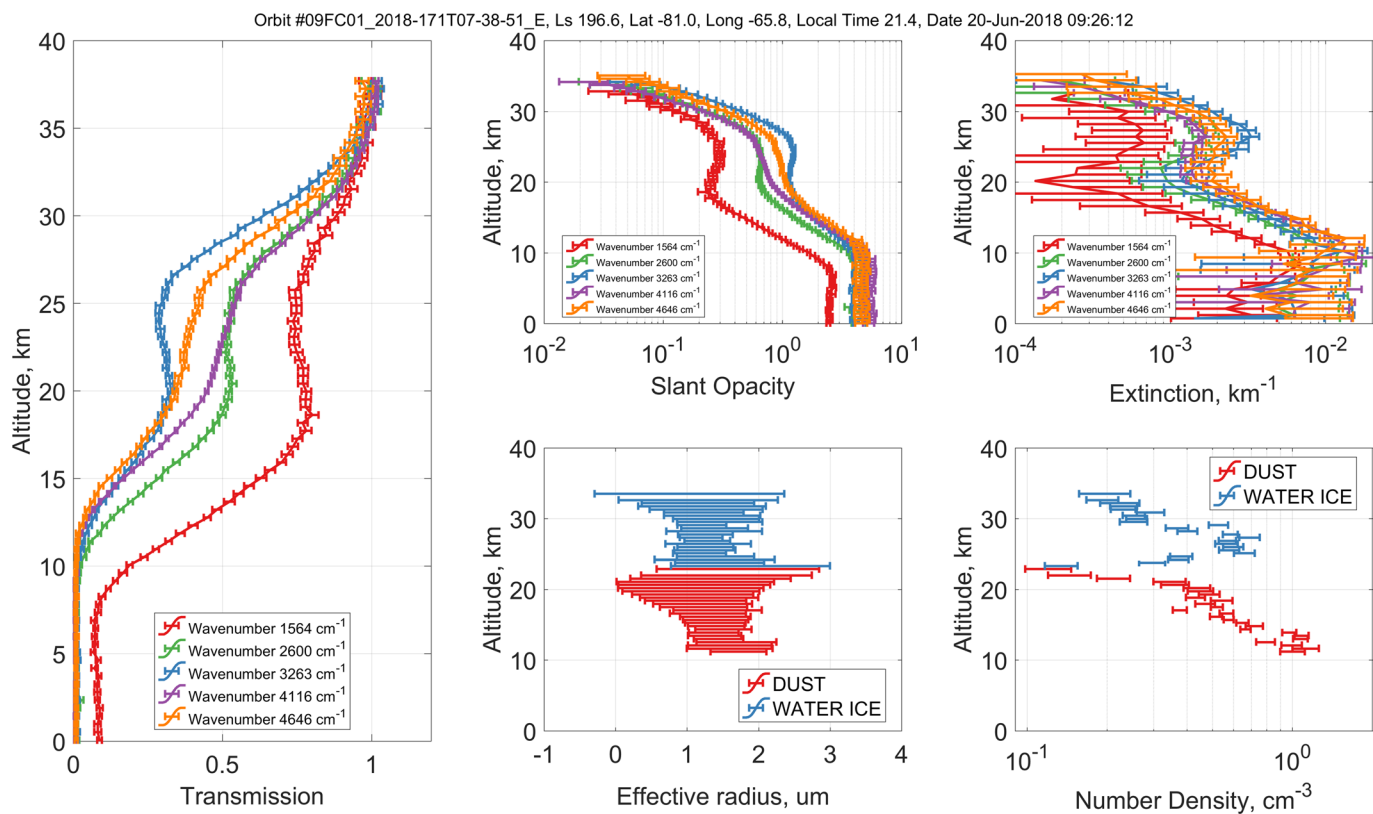 Orbit #09FC01_2018-171T07-38-51_E, Ls 196.6, Lat -81.0, Long -65.8, Local Time 21.4, Date 20-Jun-2018 09:26:12
40
35
30
25
20
15
10
5
0
Altitude, km
0
0.5
1
Transmission
Wavenumber 1564 cm-1
Wavenumber 2600 cm-1
Wavenumber 3263 cm-1
Wavenumber 4116 cm-1
Wavenumber 4646 cm-1
40
30
20
10
0
Altitude, km
10-2
10-1
100
101
Slant Opacity
Wavenumber 1564 cm-1
Wavenumber 2600 cm-1
Wavenumber 3263 cm-1
Wavenumber 4116 cm-1
Wavenumber 4646 cm-1
40
30
20
10
0
Altitude, km
10-4
10-3
10-2
Extinction, km-1
Wavenumber 1564 cm-1
Wavenumber 2600 cm-1
Wavenumber 3263 cm-1
Wavenumber 4116 cm-1
Wavenumber 4646 cm-1
40
30
20
10
0
Altitude, km
-1
0
1
2
3
4
Effective radius, um
DUST
WATER ICE
40
30
20
10
0
Altitude, km
10-1
100
Number Density, cm-3
DUST
WATER ICE